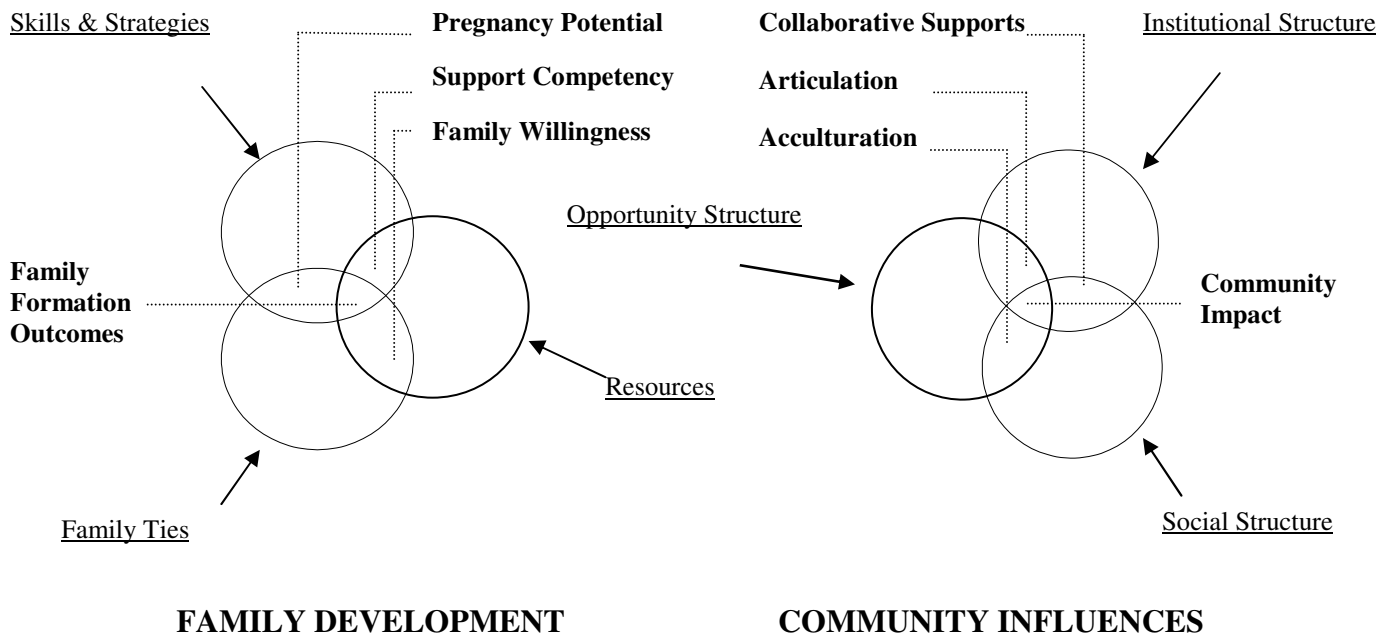 Skills & Strategies
Pregnancy Potential
Collaborative Supports
Institutional Structure
Support Competency
Articulation
Family Willingness
Acculturation
Opportunity Structure
Family
Formation
Outcomes
Community
Impact
Resources
Family Ties
Social Structure
FAMILY DEVELOPMENT
COMMUNITY INFLUENCES